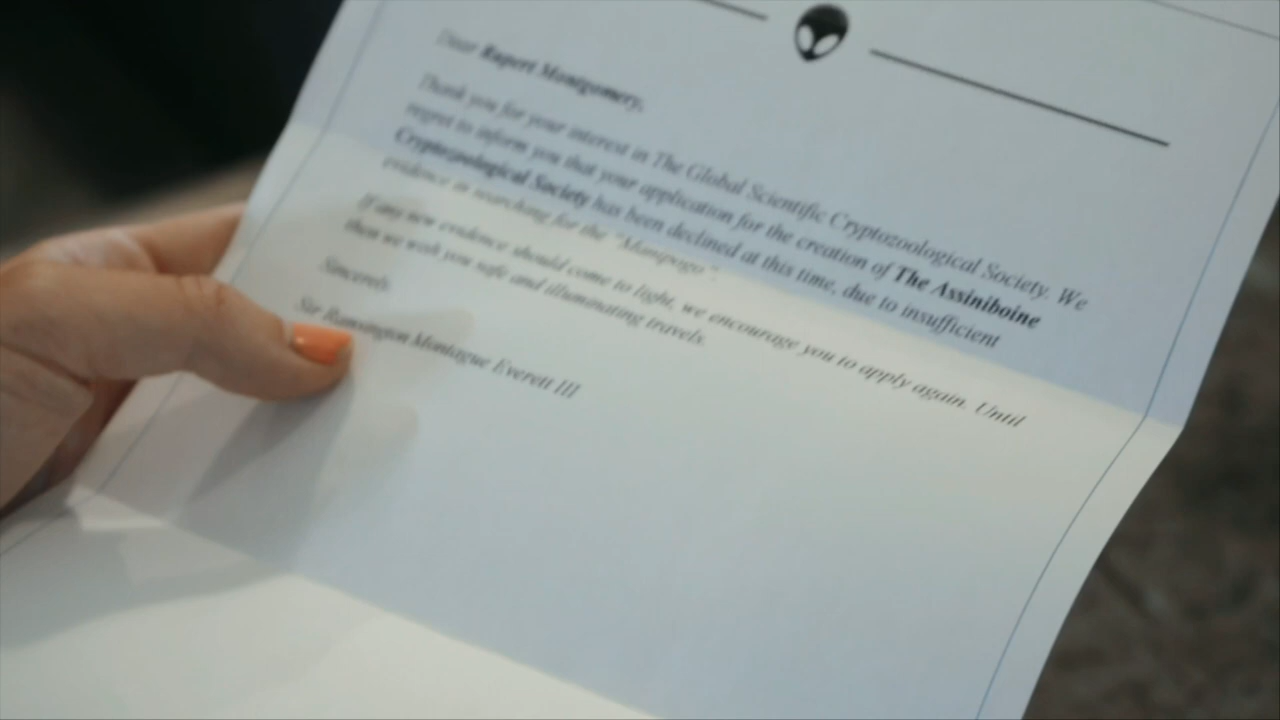 Dear Rupert Montgomery,
Thank you for your interest in The Global Scientific Cryptozoological Society. We
regret to inform you that your application for the creation of The Assiniboine
Cryptozoological Society has been declined at this time, due to insufficient
evidence in searching for the "Manipogo".
If any new evidence should come to light, we encourage you to apply again. Until
then we wish you safe and illuminating travels.
Sincerely,
Sir Montague Everett III